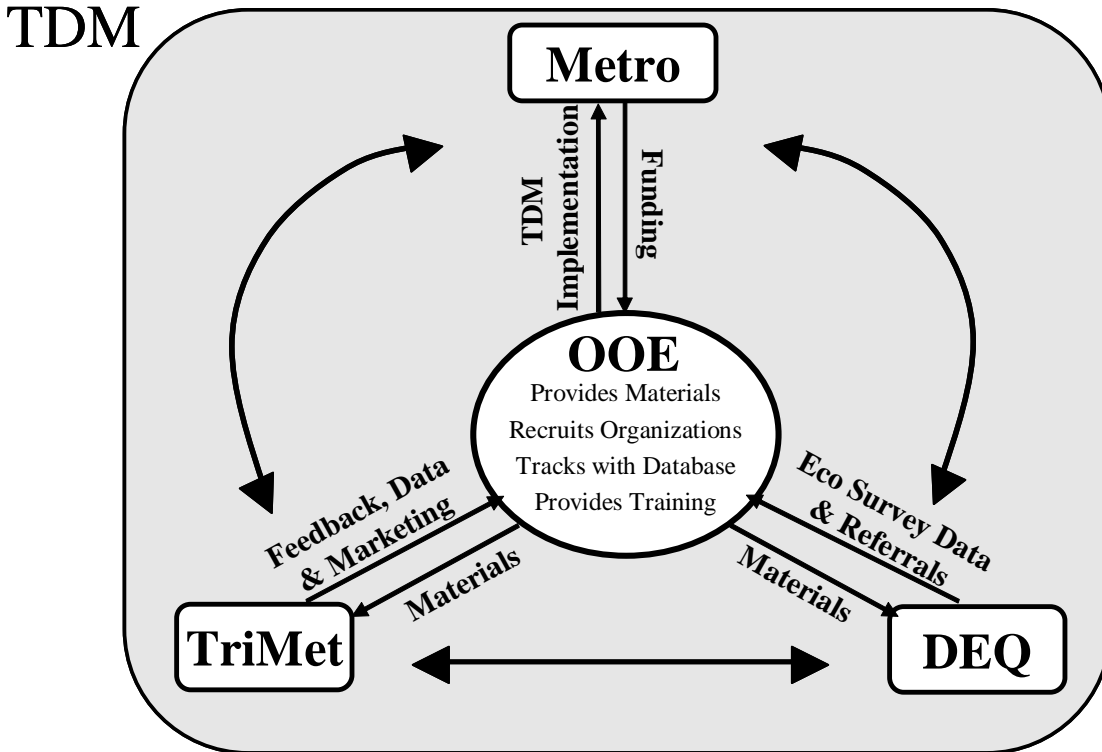 TDM
Metro
TDM
Implementation
Funding
OOE
Provides Materials
Recruits Organizations
Tracks with Database
Provides Training
Feedback, Data
& Marketing
Materials
Eco Survey Data
& Referrals
Materials
TriMet
DEQ